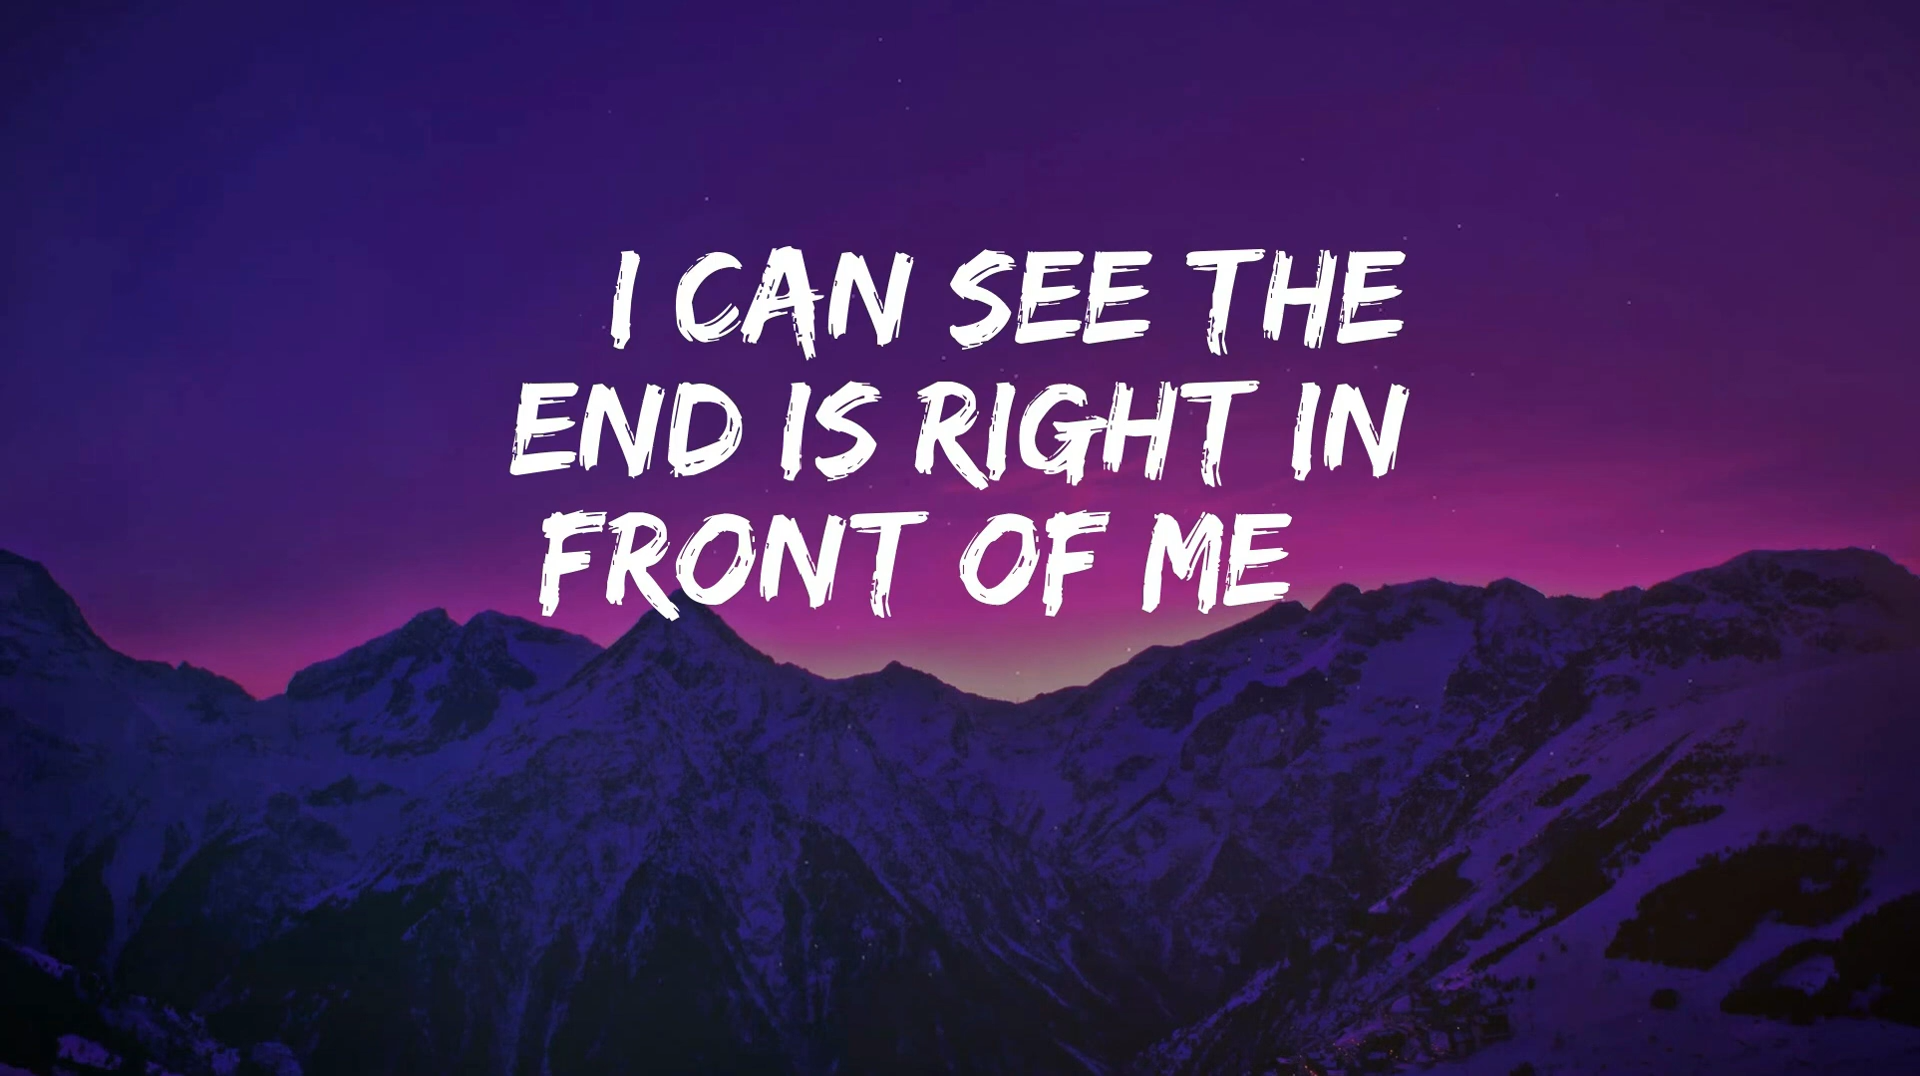 I CAN SEE THE
END IS RIGHT IN
FRONT OF ME